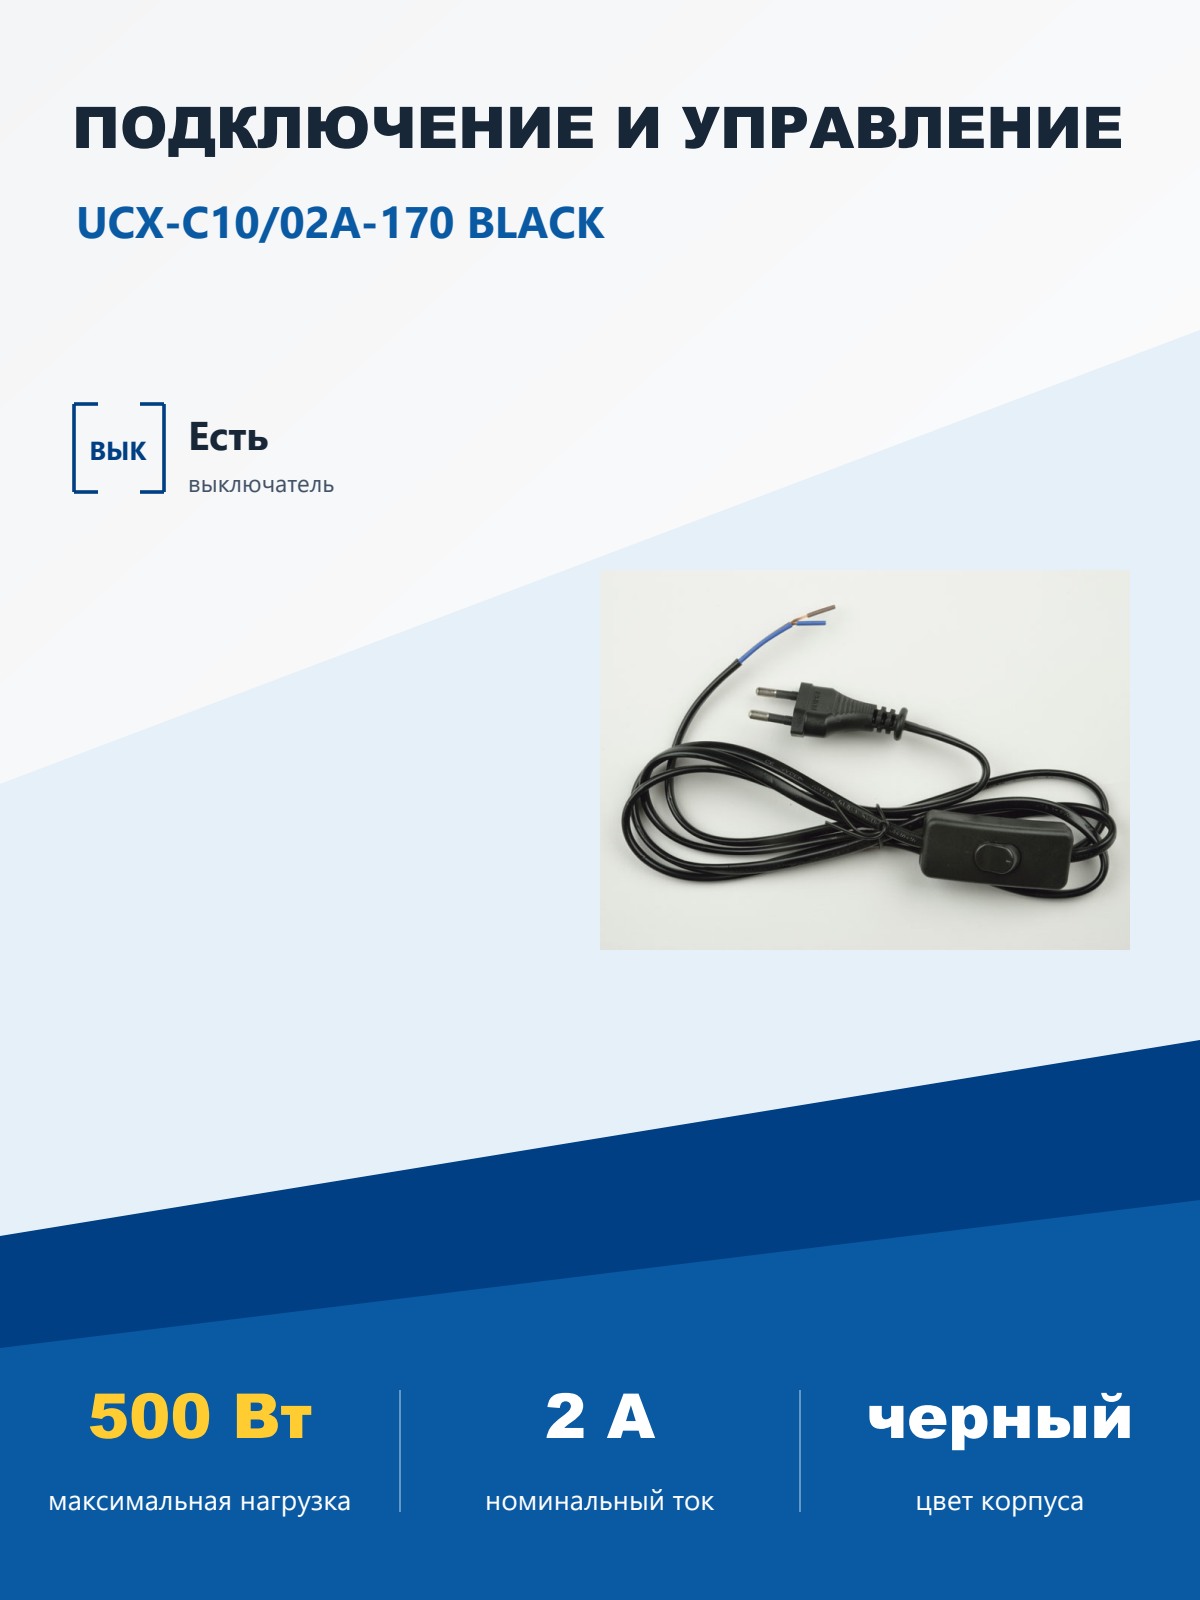 ПОДКЛЮЧЕНИЕ И УПРАВЛЕНИЕ
UCX-C10/02A-170 BLACK
ВЫК
Есть
выключатель
500 Вт
2 А
черный
максимальная нагрузка
номинальный ток
цвет корпуса